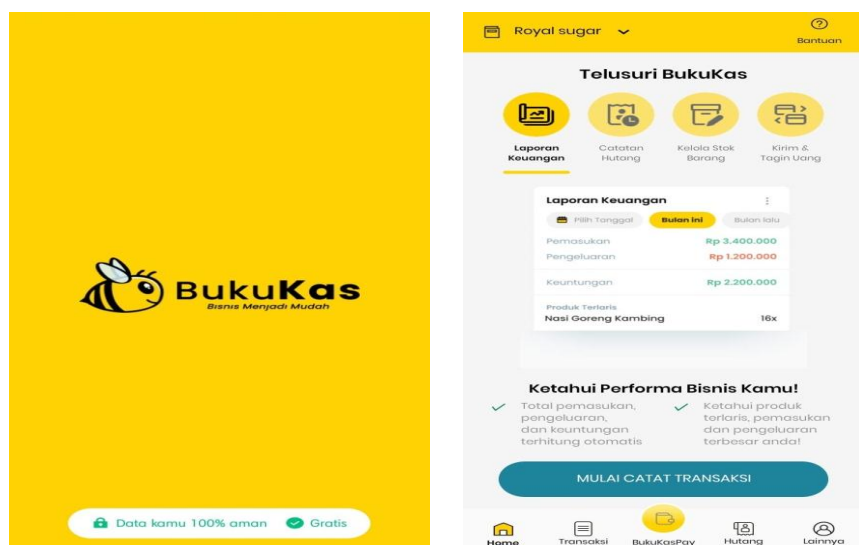 BukuKas
Bisnis Menjadi Mudah
Data kamu 100% aman
Gratis
Royal sugar
Bantuan
Telusuri BukuKas
Laporan
Keuangan
Catatan
Hutang
Kelola Stok
Barang
Kirim &
Tagih Uang
Laporan Keuangan
Pilih Tanggal
Bulan ini
Bulan lalu
Pemasukan Rp 3.400.000
Pengeluaran Rp 1.200.000
Keuntungan Rp 2.200.000
Produk Terlaris
Nasi Goreng Kambing 16x
Ketahui Performa Bisnis Kamu!
Total pemasukan,
pengeluaran,
dan keuntungan
terhitung otomatis
Ketahui produk
terlaris, pemasukan
dan pengeluaran
terbesar anda!
MULAI CATAT TRANSAKSI
Home
Transaksi
BukuKasPay
Hutang
Lainnya